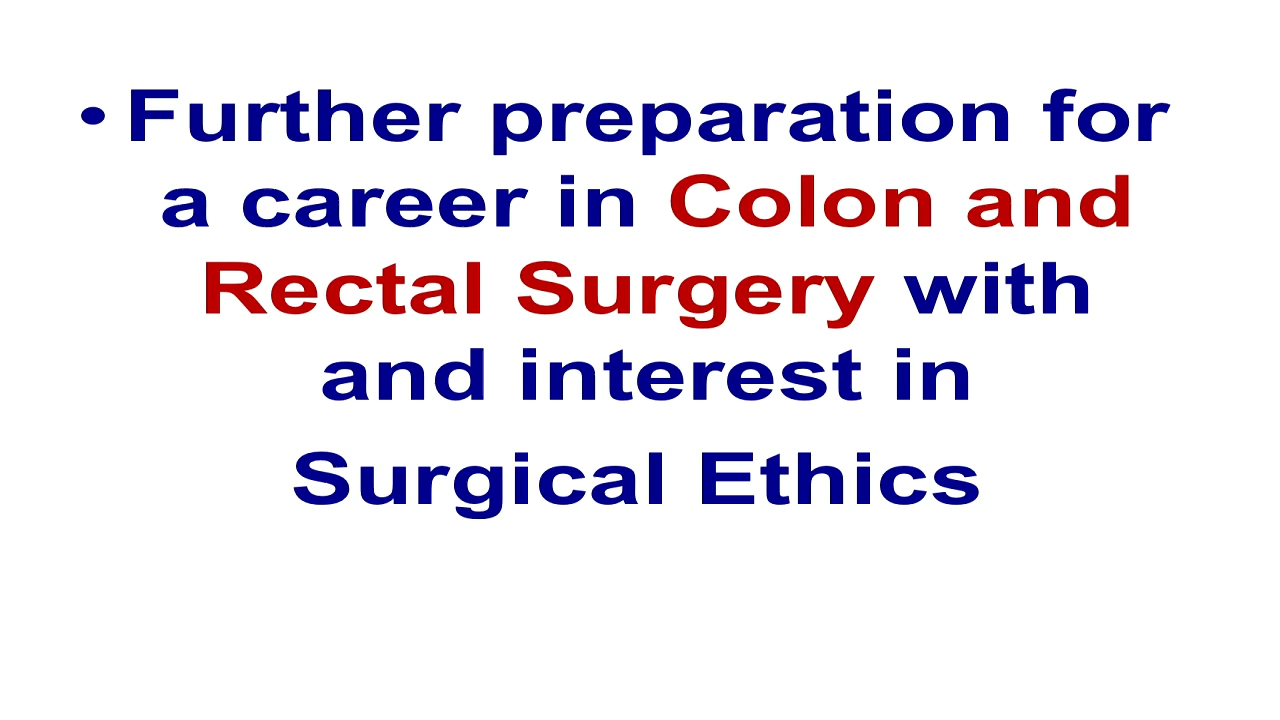 • Further preparation for
a career in Colon and
Rectal Surgery with
and interest in
Surgical Ethics